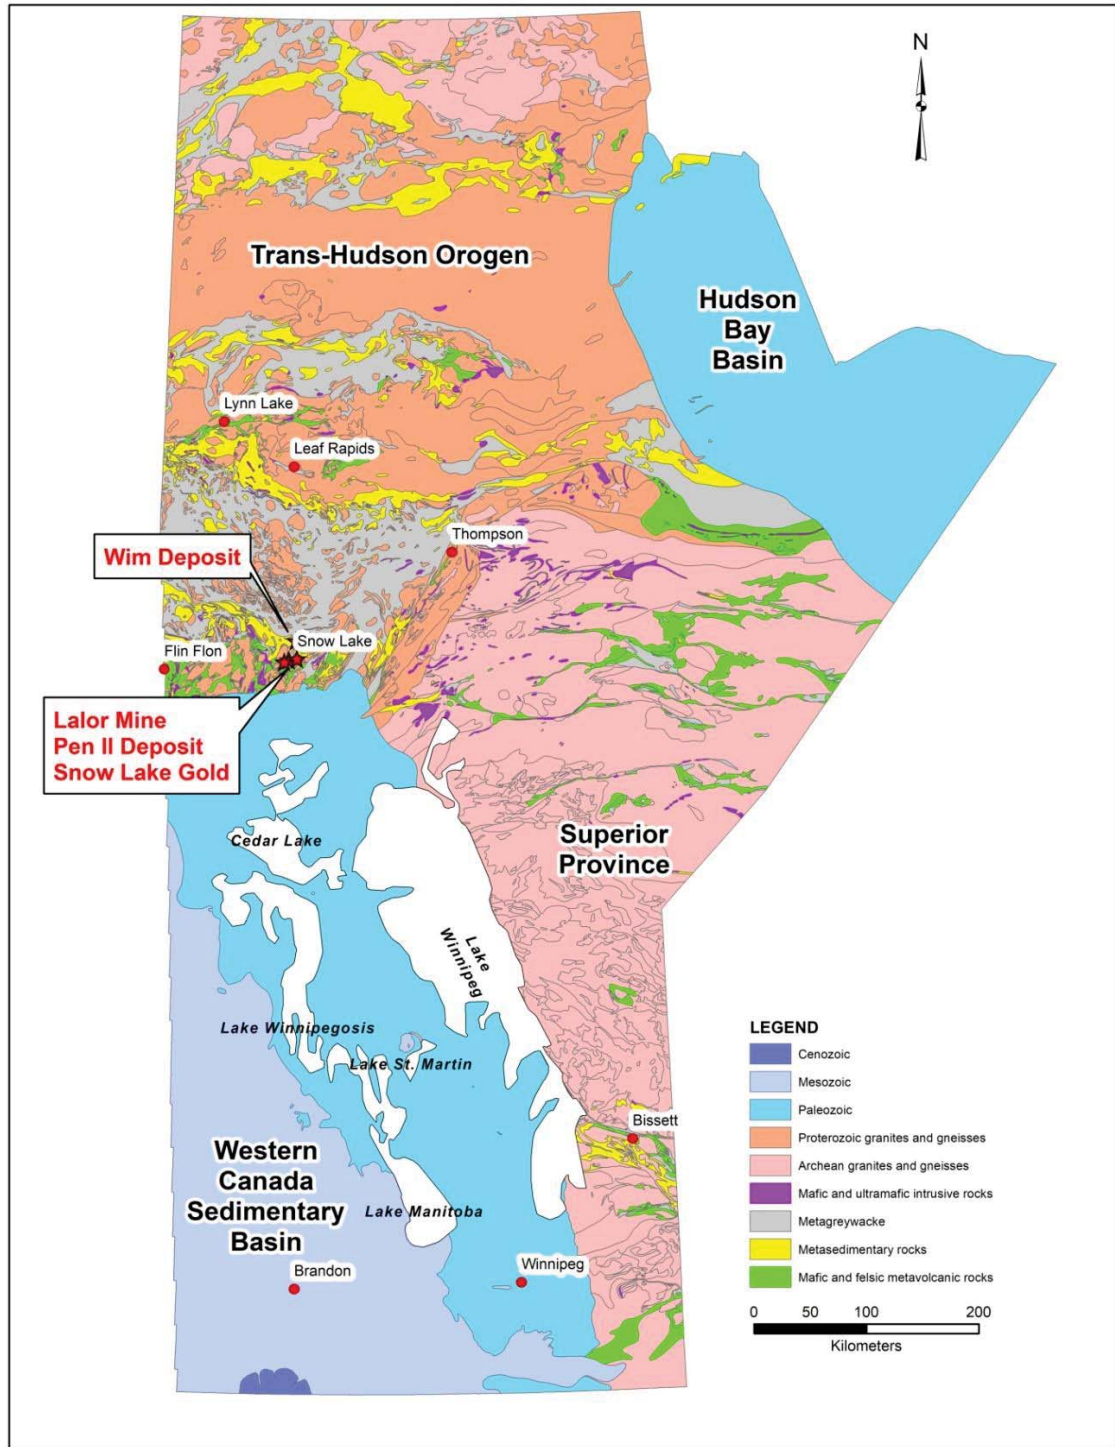 N
Trans-Hudson Orogen
Hudson
Bay
Basin
Lynn Lake
Leaf Rapids
Thompson
Wim Deposit
Snow Lake
Flin Flon
Lalor Mine
Pen II Deposit
Snow Lake Gold
Cedar Lake
Superior
Province
Lake
Winnipeg
Lake Winnipegosis
Lake St. Martin
Bissett
Western
Canada
Sedimentary
Basin
Lake Manitoba
Brandon
Winnipeg
LEGEND
Cenozoic
Mesozoic
Paleozoic
Proterozoic granites and gneisses
Archean granites and gneisses
Mafic and ultramafic intrusive rocks
Metagreywacke
Metasedimentary rocks
Mafic and felsic metavolcanic rocks
0 50 100 200
Kilometers